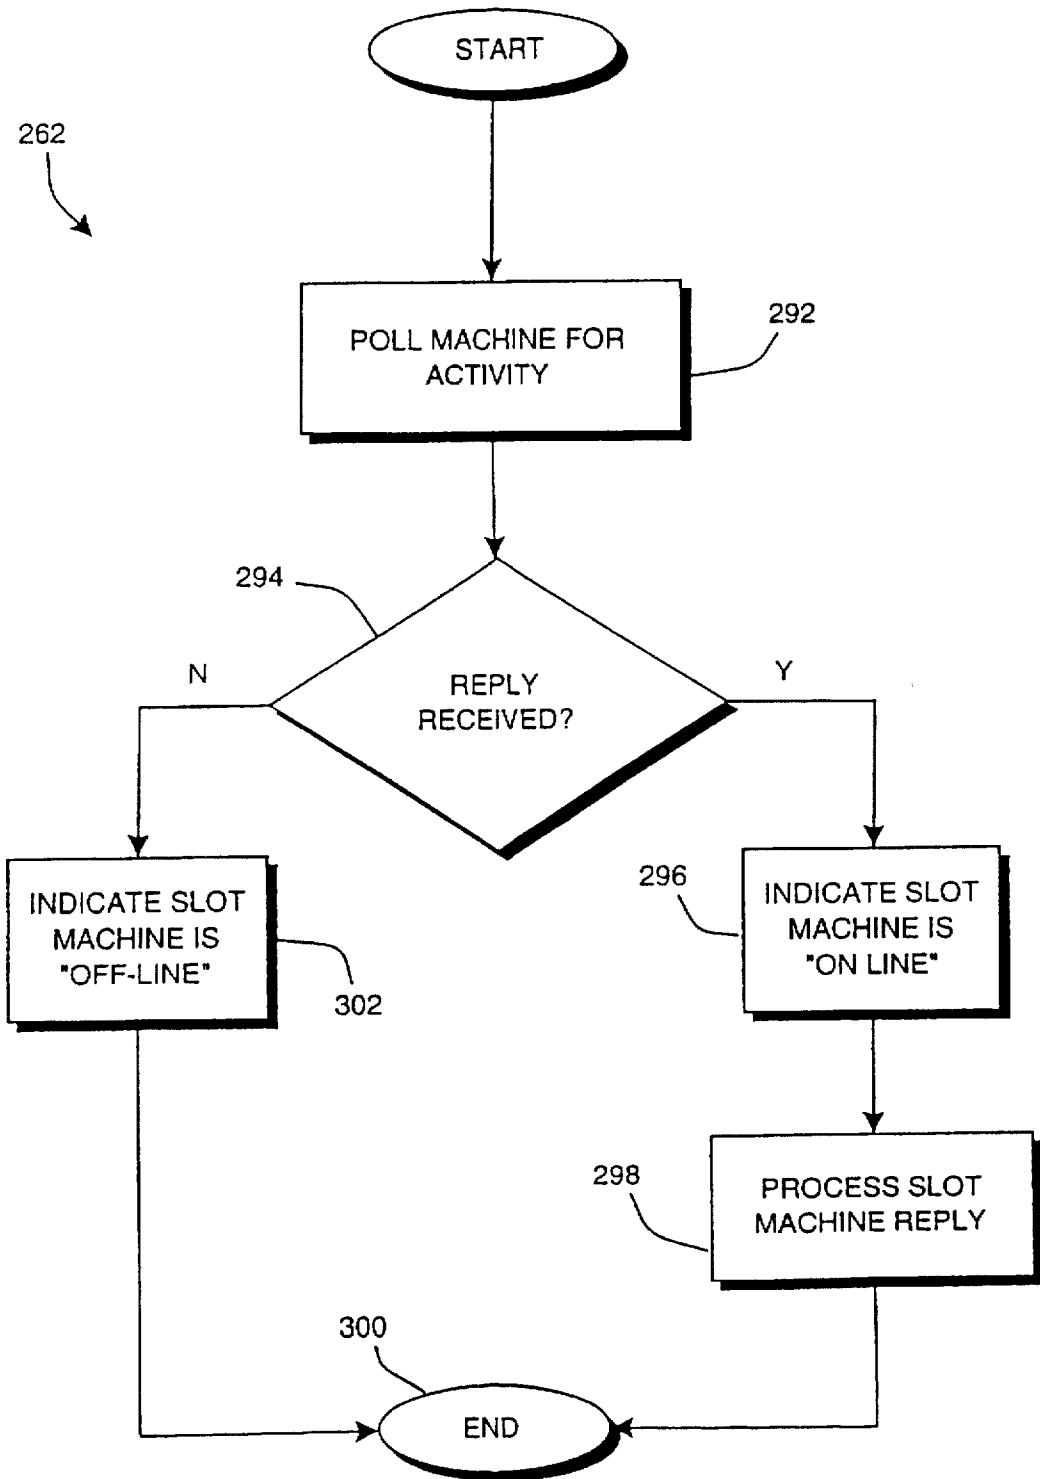 START
262
POLL MACHINE FOR
ACTIVITY
292
294
N
REPLY
RECEIVED?
Y
INDICATE SLOT
MACHINE IS
"OFF-LINE"
302
296
INDICATE SLOT
MACHINE IS
"ON LINE"
298
PROCESS SLOT
MACHINE REPLY
300
END